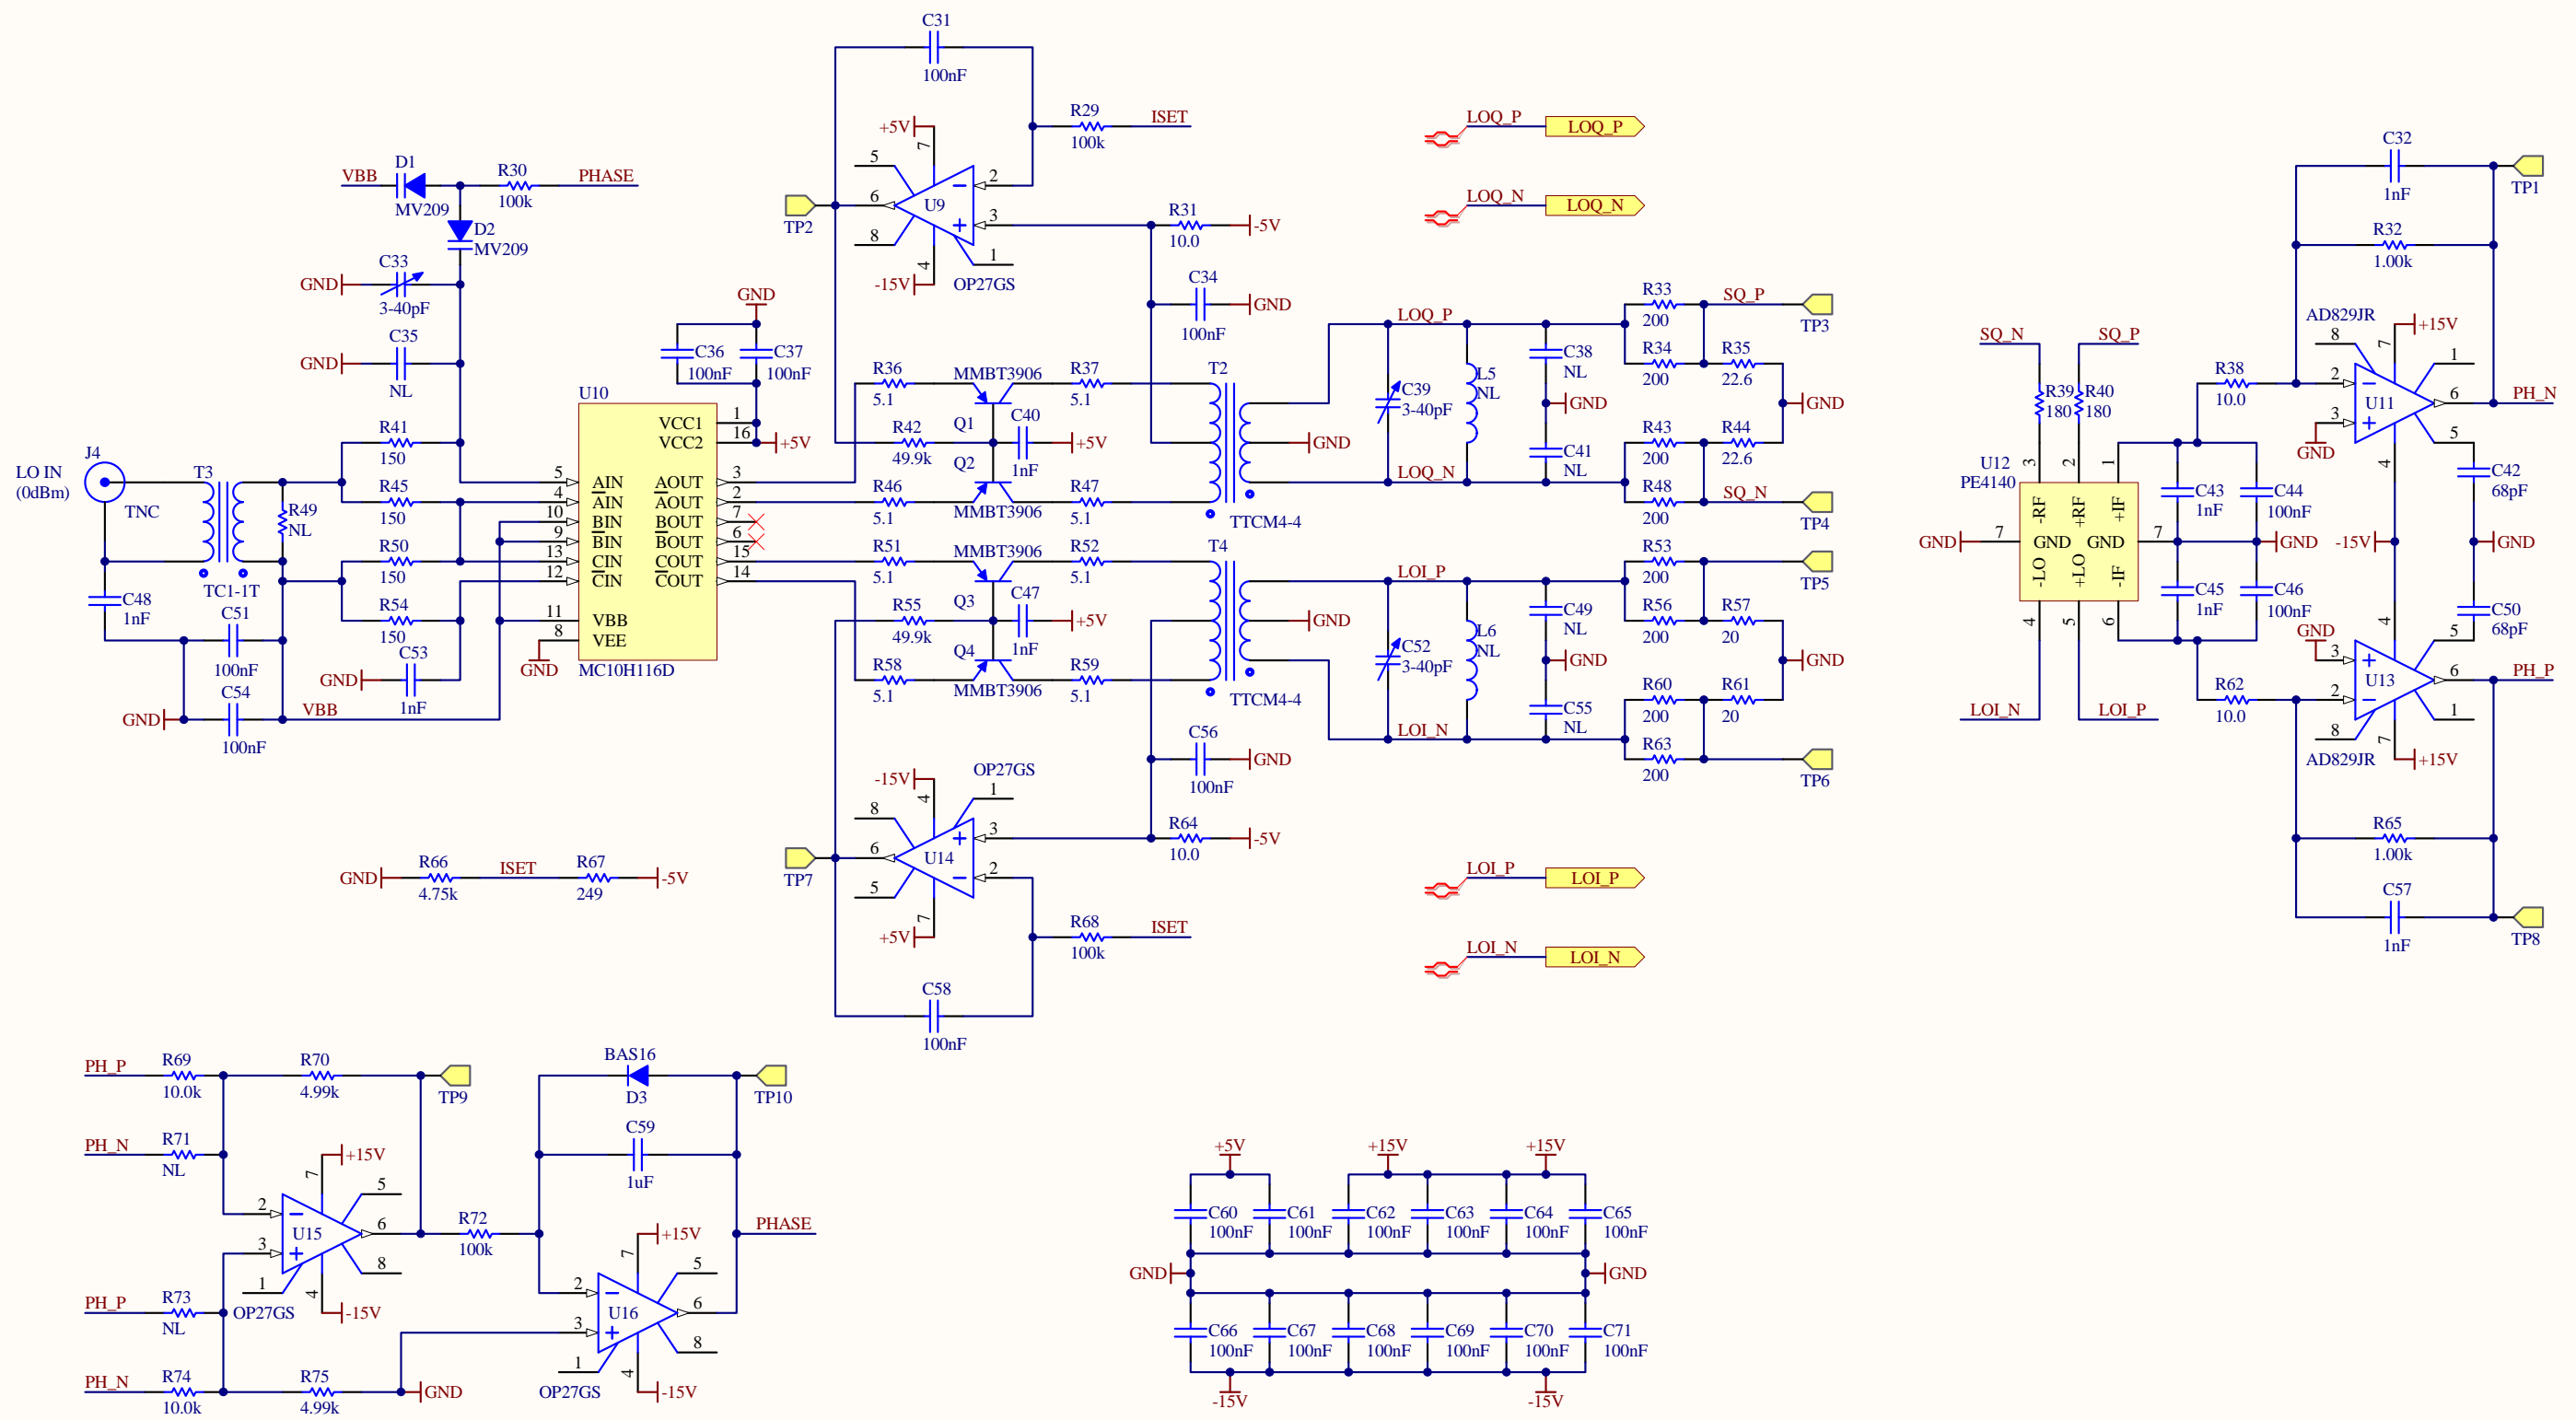 C31
100nF
R29
100k
ISET
+5V
7
5
2
6
U9
3
8
1
4
-15V
OP27GS
TP2
R31
10.0
-5V
C34
100nF
GND
VBB
D1
MV209
R30
100k
PHASE
D2
MV209
GND
C33
3-40pF
GND
C35
NL
GND
C36
100nF
C37
100nF
U10
VCC1
1
VCC2
16
+5V
LO IN
(0dBm)
J4
TNC
T3
TC1-1T
R49
NL
R41
150
R45
150
R50
150
R54
150
5
AIN
4
AIN
10
BIN
9
BIN
13
CIN
12
CIN
11
VBB
8
VEE
AOUT
3
AOUT
2
BOUT
7
BOUT
6
COUT
15
COUT
14
GND
MC10H116D
C48
1nF
C51
100nF
C54
100nF
GND
VBB
GND
C53
1nF
R36
5.1
MMBT3906
Q1
R37
5.1
R42
49.9k
C40
1nF
+5V
Q2
R46
5.1
MMBT3906
R47
5.1
R51
5.1
MMBT3906
Q3
R52
5.1
R55
49.9k
C47
1nF
+5V
Q4
R58
5.1
MMBT3906
R59
5.1
T2
GND
TTCM4-4
T4
GND
TTCM4-4
LOQ_P
LOQ_P
LOQ_N
LOQ_N
LOQ_P
C39
3-40pF
L5
NL
C38
NL
GND
C41
NL
LOQ_N
R33
200
SQ_P
TP3
R34
200
R35
22.6
GND
R43
200
R44
22.6
R48
200
SQ_N
TP4
LOI_P
C52
3-40pF
L6
NL
C49
NL
GND
C55
NL
LOI_N
R53
200
TP5
R56
200
R57
20
GND
R60
200
R61
20
R63
200
TP6
C56
100nF
GND
R64
10.0
-5V
OP27GS
-15V
4
1
8
3
6
U14
2
5
7
+5V
TP7
R68
100k
ISET
C58
100nF
LOI_P
LOI_P
LOI_N
LOI_N
GND
R66
4.75k
ISET
R67
249
-5V
SQ_N
SQ_P
R39
180
R40
180
U12
PE4140
3
2
1
-RF
+RF
+IF
GND
7
GND
GND
7
-LO
+LO
-IF
4
5
6
LOI_N
LOI_P
C43
1nF
C44
100nF
GND
C45
1nF
C46
100nF
R38
10.0
R62
10.0
C32
1nF
TP1
R32
1.00k
AD829JR
8
+15V
7
1
2
U11
6
PH_N
3
GND
5
4
C42
68pF
-15V
GND
C50
68pF
GND
4
5
3
6
PH_P
U13
2
1
8
7
+15V
AD829JR
R65
1.00k
C57
1nF
TP8
PH_P
R69
10.0k
R70
4.99k
TP9
PH_N
R71
NL
+15V
7
5
2
U15
6
3
8
1
4
-15V
OP27GS
PH_P
R73
NL
PH_N
R74
10.0k
R75
4.99k
GND
R72
100k
BAS16
D3
TP10
C59
1uF
PHASE
+15V
7
5
2
U16
6
3
8
1
4
-15V
OP27GS
+5V
+15V
+15V
C60
100nF
C61
100nF
C62
100nF
C63
100nF
C64
100nF
C65
100nF
GND
GND
C66
100nF
C67
100nF
C68
100nF
C69
100nF
C70
100nF
C71
100nF
-15V
-15V